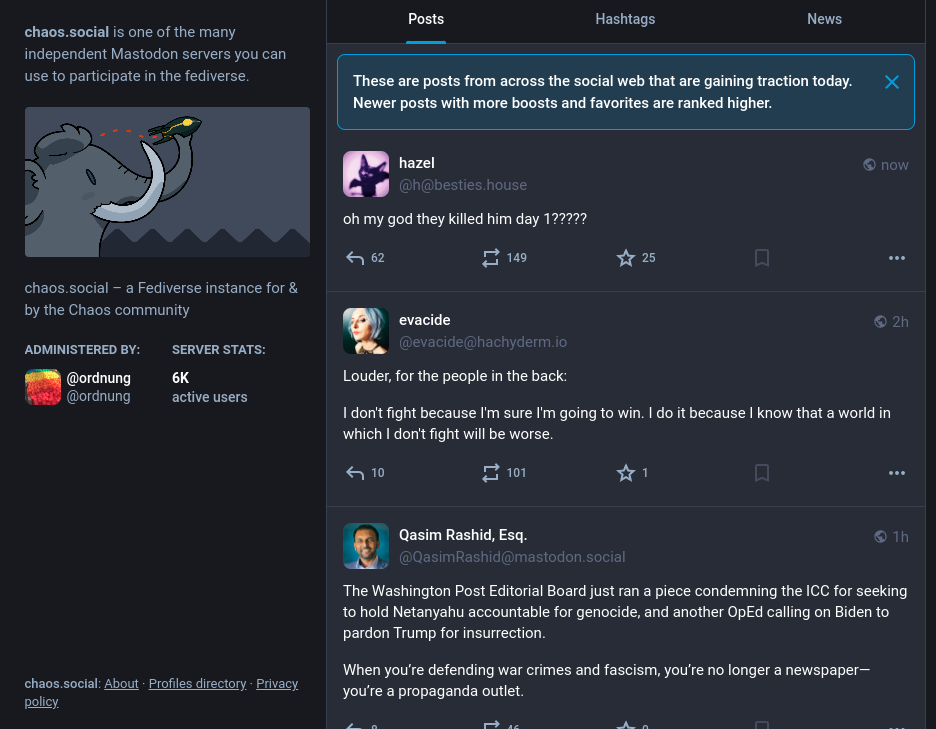 chaos.social is one of the many
independent Mastodon servers you can
use to participate in the fediverse.
chaos.social – a Fediverse instance for &
by the Chaos community
ADMINISTERED BY:
@ordnung
@ordnung
SERVER STATS:
6K
active users
chaos.social: About · Profiles directory · Privacy
policy
Posts
Hashtags
News
These are posts from across the social web that are gaining traction today.
Newer posts with more boosts and favorites are ranked higher.
hazel
now
@h@besties.house
oh my god they killed him day 1?????
62
149
25
evacide
2h
@evacide@hachyderm.io
Louder, for the people in the back:
I don't fight because I'm sure I'm going to win. I do it because I know that a world in
which I don't fight will be worse.
10
101
1
Qasim Rashid, Esq.
1h
@QasimRashid@mastodon.social
The Washington Post Editorial Board just ran a piece condemning the ICC for seeking
to hold Netanyahu accountable for genocide, and another OpEd calling on Biden to
pardon Trump for insurrection.
When you’re defending war crimes and fascism, you’re no longer a newspaper—
you’re a propaganda outlet.